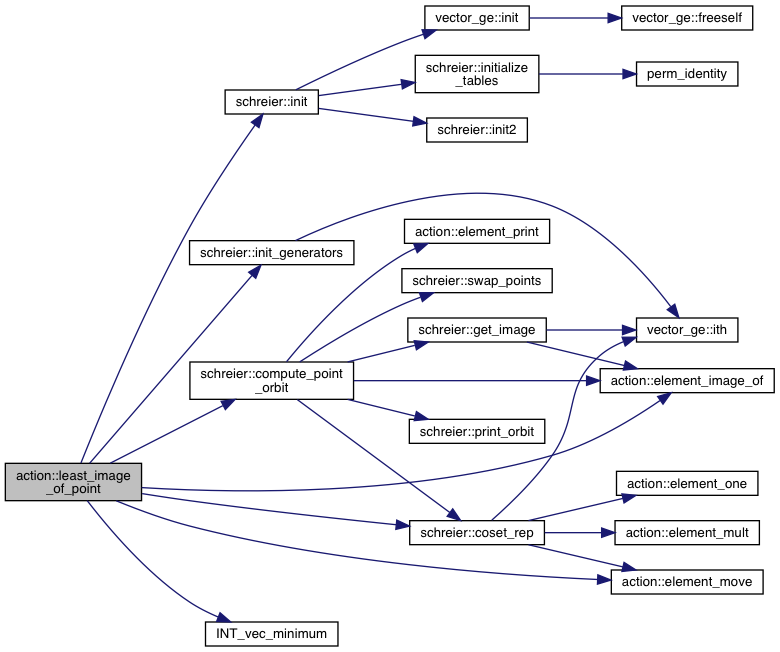 vector_ge::init
vector_ge::freeself
schreier::initialize
_tables
perm_identity
schreier::init
schreier::init2
schreier::init_generators
action::element_print
schreier::swap_points
schreier::get_image
vector_ge::ith
schreier::compute_point
_orbit
action::element_image_of
schreier::print_orbit
action::least_image
_of_point
action::element_one
schreier::coset_rep
action::element_mult
action::element_move
INT_vec_minimum